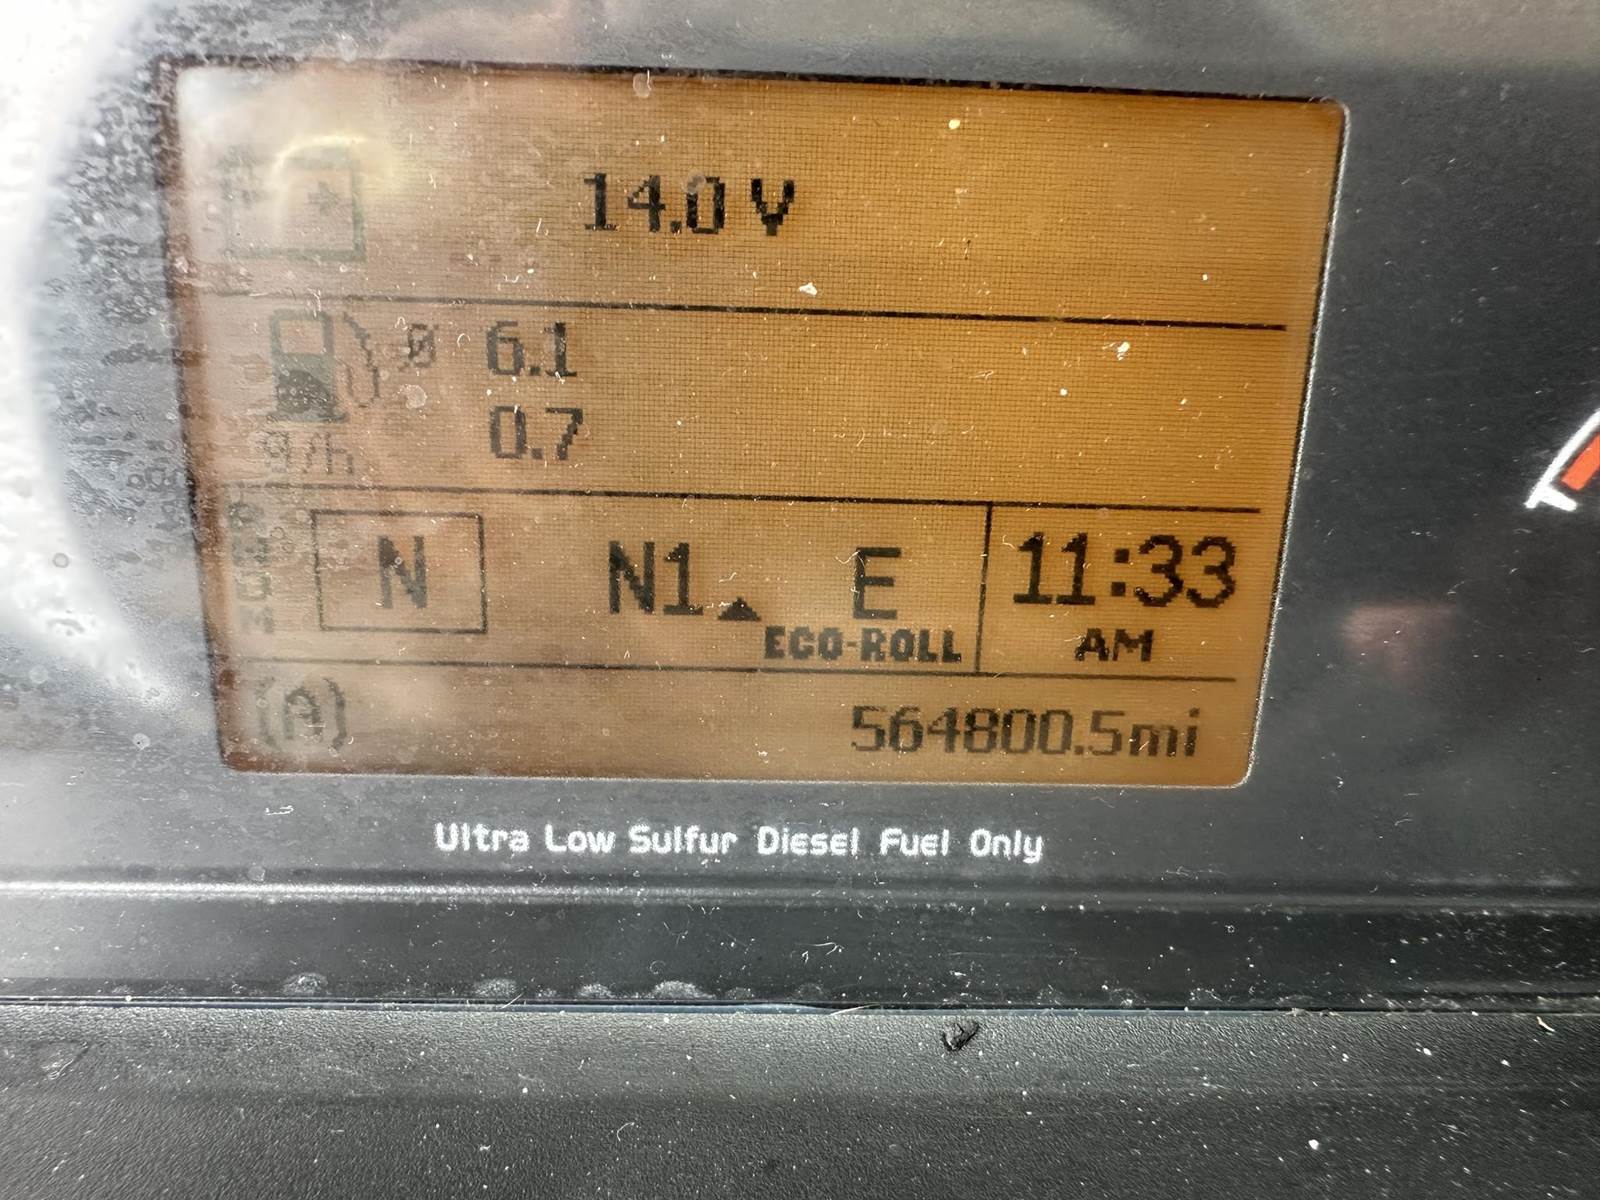 14.0 V
Ø 6.1
0.7
g/h
N N1 E 11:33
ECO-ROLL AM
(A) 564800.5mi
Ultra Low Sulfur Diesel Fuel Only